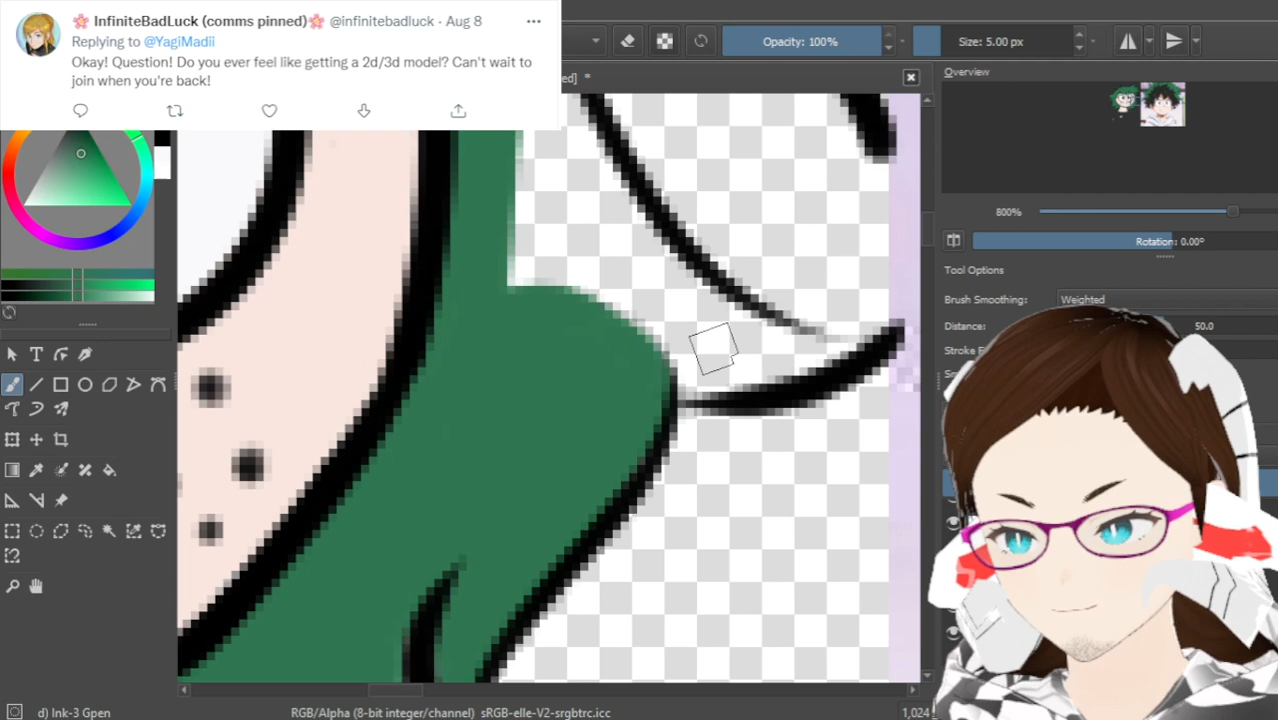 InfiniteBadLuck (comms pinned) @infinitebadluck · Aug 8
Replying to @YagiMadii
Okay! Question! Do you ever feel like getting a 2d/3d model? Can't wait to
join when you're back!
Opacity: 100%
Size: 5.00 px
ed] *
Overview
800%
Rotation: 0.00°
Tool Options
Brush Smoothing: Weighted
Distance: 50.0
Stroke
d) Ink-3 Gpen
RGB/Alpha (8-bit integer/channel) sRGB-elle-V2-srgbtrc.icc
1,024